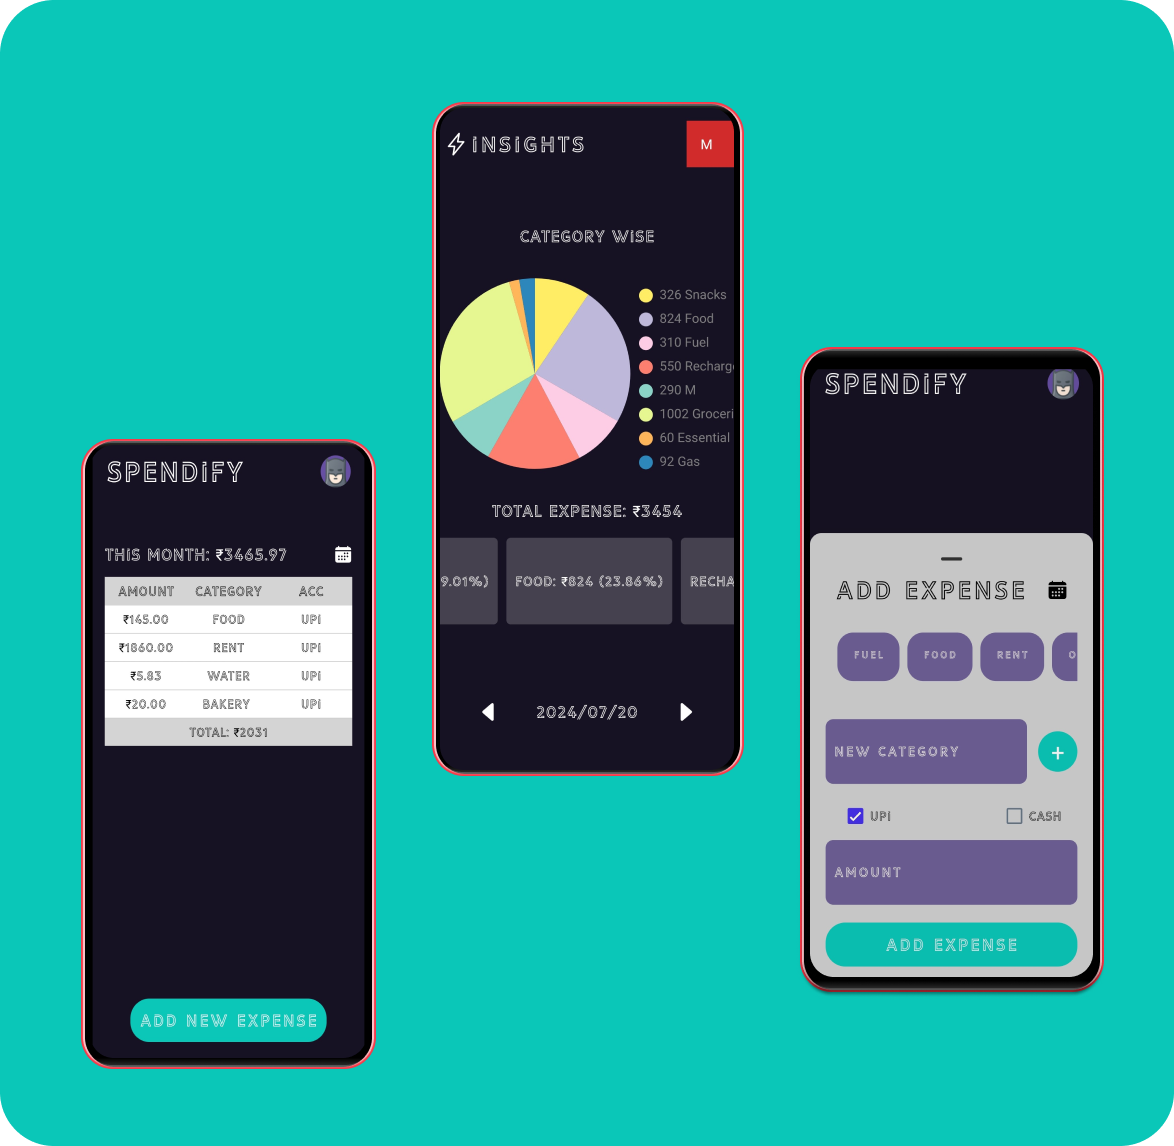 SPENDiFY
THiS MONTH: ₹3465.97
AMOUNT CATEGORY ACC
₹145.00 FOOD UPI
₹1860.00 RENT UPI
₹5.83 WATER UPI
₹20.00 BAKERY UPI
TOTAL: ₹2031
ADD NEW EXPENSE
iNSiGHTS
M
CATEGORY WiSE
326 Snacks
824 Food
310 Fuel
550 Recharg
290 M
1002 Groceri
60 Essential
92 Gas
TOTAL EXPENSE: ₹3454
9.01%) FOOD: ₹824 (23.86%) RECHA
2024/07/20
SPENDiFY
ADD EXPENSE
FUEL FOOD RENT O
NEW CATEGORY +
UPI CASH
AMOUNT
ADD EXPENSE